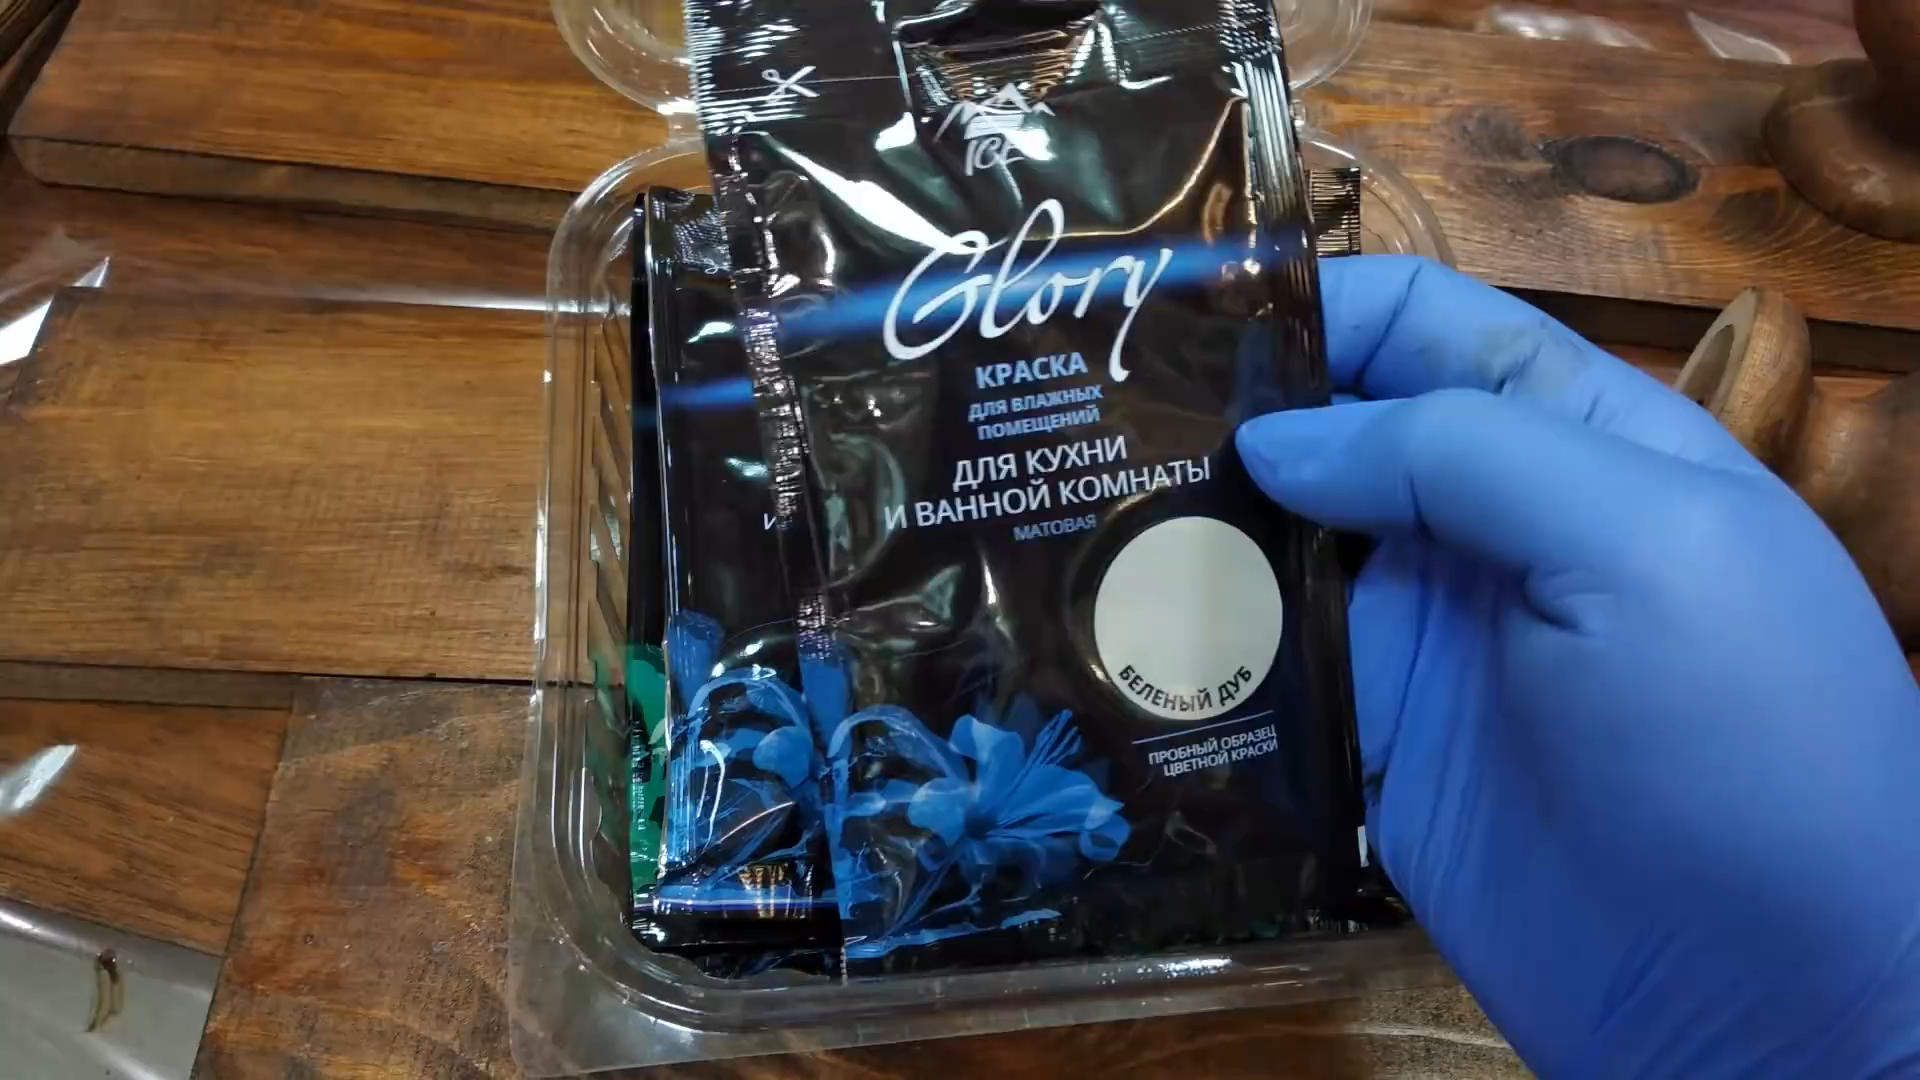 ICE
Glory
КРАСКА
ДЛЯ ВЛАЖНЫХ
ПОМЕЩЕНИЙ
ДЛЯ КУХНИ
И ВАННОЙ КОМНАТЫ
МАТОВАЯ
БЕЛЕНЫЙ ДУБ
ПРОБНЫЙ ОБРАЗЕЦ
ЦВЕТНОЙ КРАСКИ
И